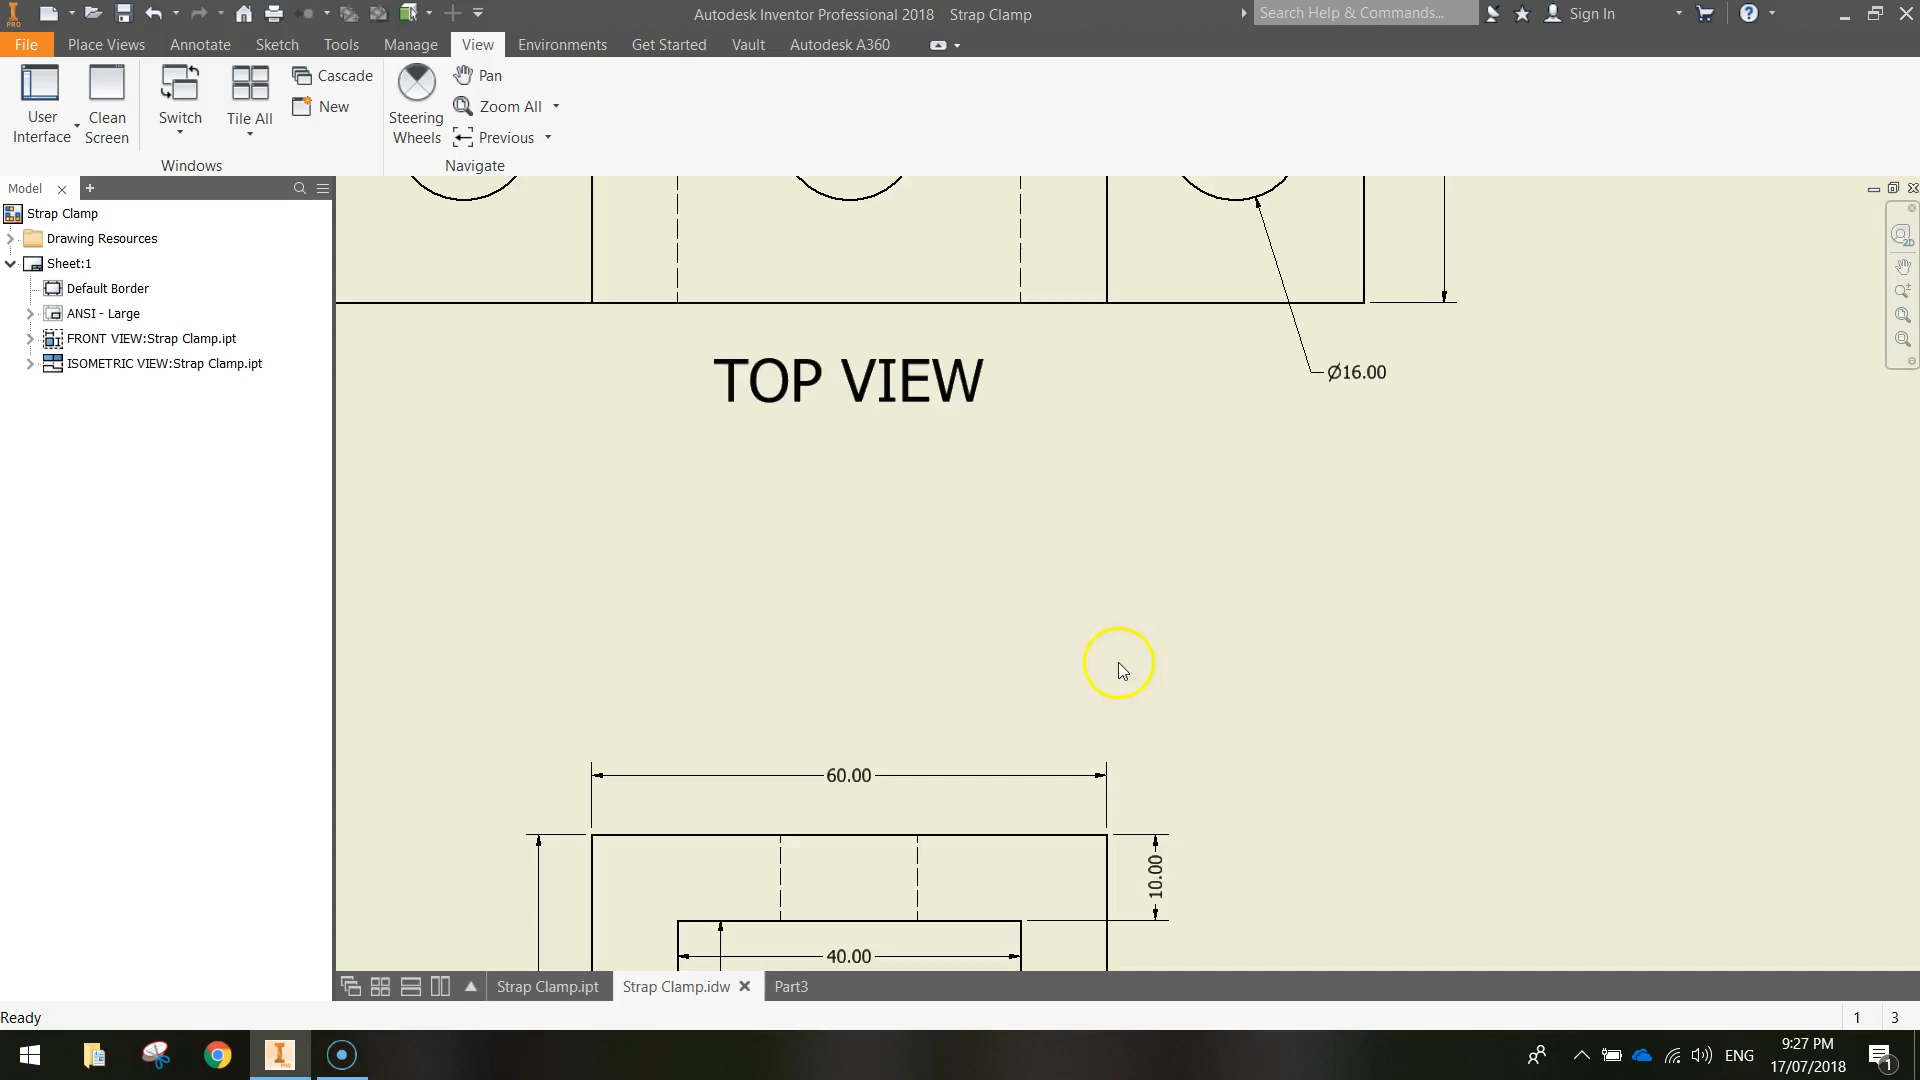 Autodesk Inventor Professional 2018 Strap Clamp
Search Help & Commands...
Sign In
PRO
File Place Views Annotate Sketch Tools Manage View Environments Get Started Vault Autodesk A360
User Interface
Clean Screen
Switch
Tile All
Cascade
New
Windows
Steering Wheels
Pan
Zoom All
Previous
Navigate
Model
Strap Clamp
Drawing Resources
Sheet:1
Default Border
ANSI - Large
FRONT VIEW:Strap Clamp.ipt
ISOMETRIC VIEW:Strap Clamp.ipt
2D
TOP VIEW
Ø16.00
60.00
10.00
40.00
Strap Clamp.ipt Strap Clamp.idw Part3
Ready
1 3
ENG
9:27 PM
17/07/2018
1